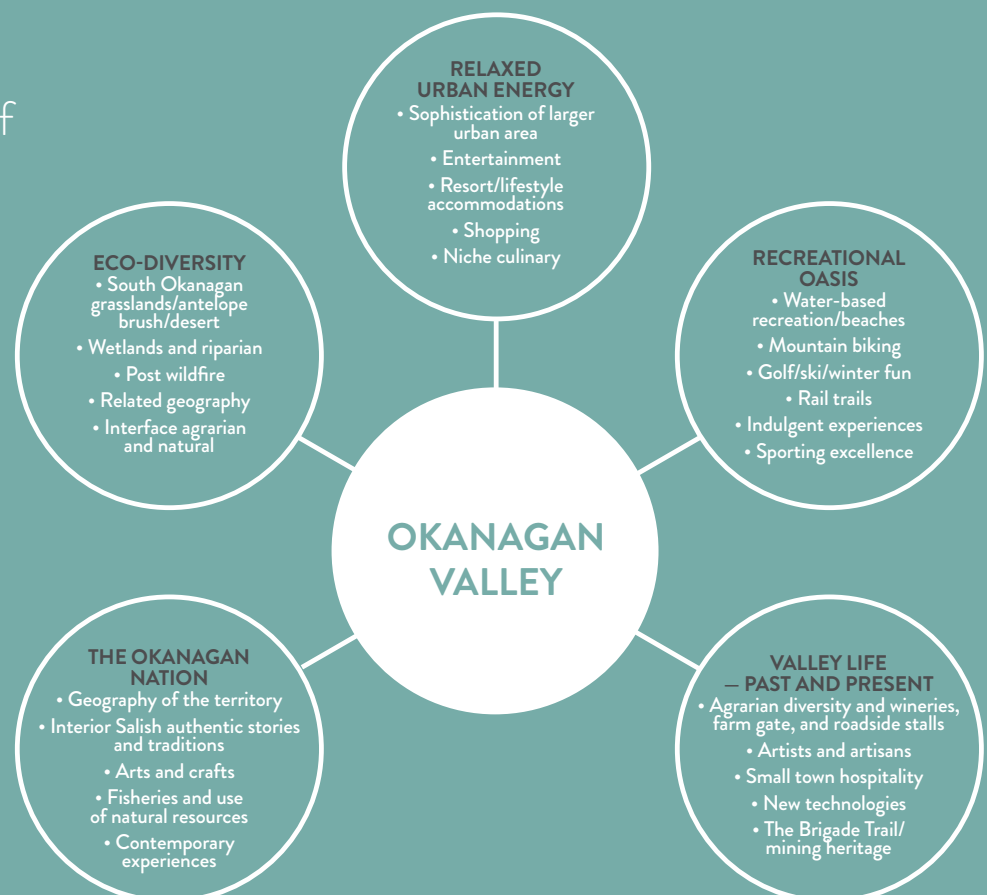 f
RELAXED
URBAN ENERGY
• Sophistication of larger
urban area
• Entertainment
• Resort/lifestyle
accommodations
• Shopping
• Niche culinary
ECO-DIVERSITY
• South Okanagan
grasslands/antelope
brush/desert
• Wetlands and riparian
• Post wildfire
• Related geography
• Interface agrarian
and natural
RECREATIONAL
OASIS
• Water-based
recreation/beaches
• Mountain biking
• Golf/ski/winter fun
• Rail trails
• Indulgent experiences
• Sporting excellence
OKANAGAN
VALLEY
THE OKANAGAN
NATION
• Geography of the territory
• Interior Salish authentic stories
and traditions
• Arts and crafts
• Fisheries and use
of natural resources
• Contemporary
experiences
VALLEY LIFE
— PAST AND PRESENT
• Agrarian diversity and wineries,
farm gate, and roadside stalls
• Artists and artisans
• Small town hospitality
• New technologies
• The Brigade Trail/
mining heritage